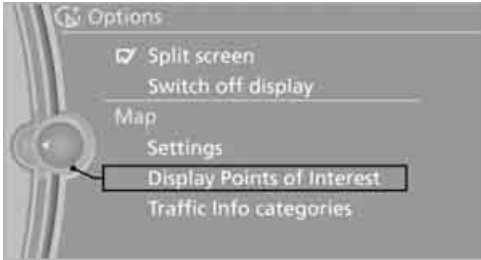 Options
Split screen
Switch off display
Map
Settings
Display Points of Interest
Traffic Info categories